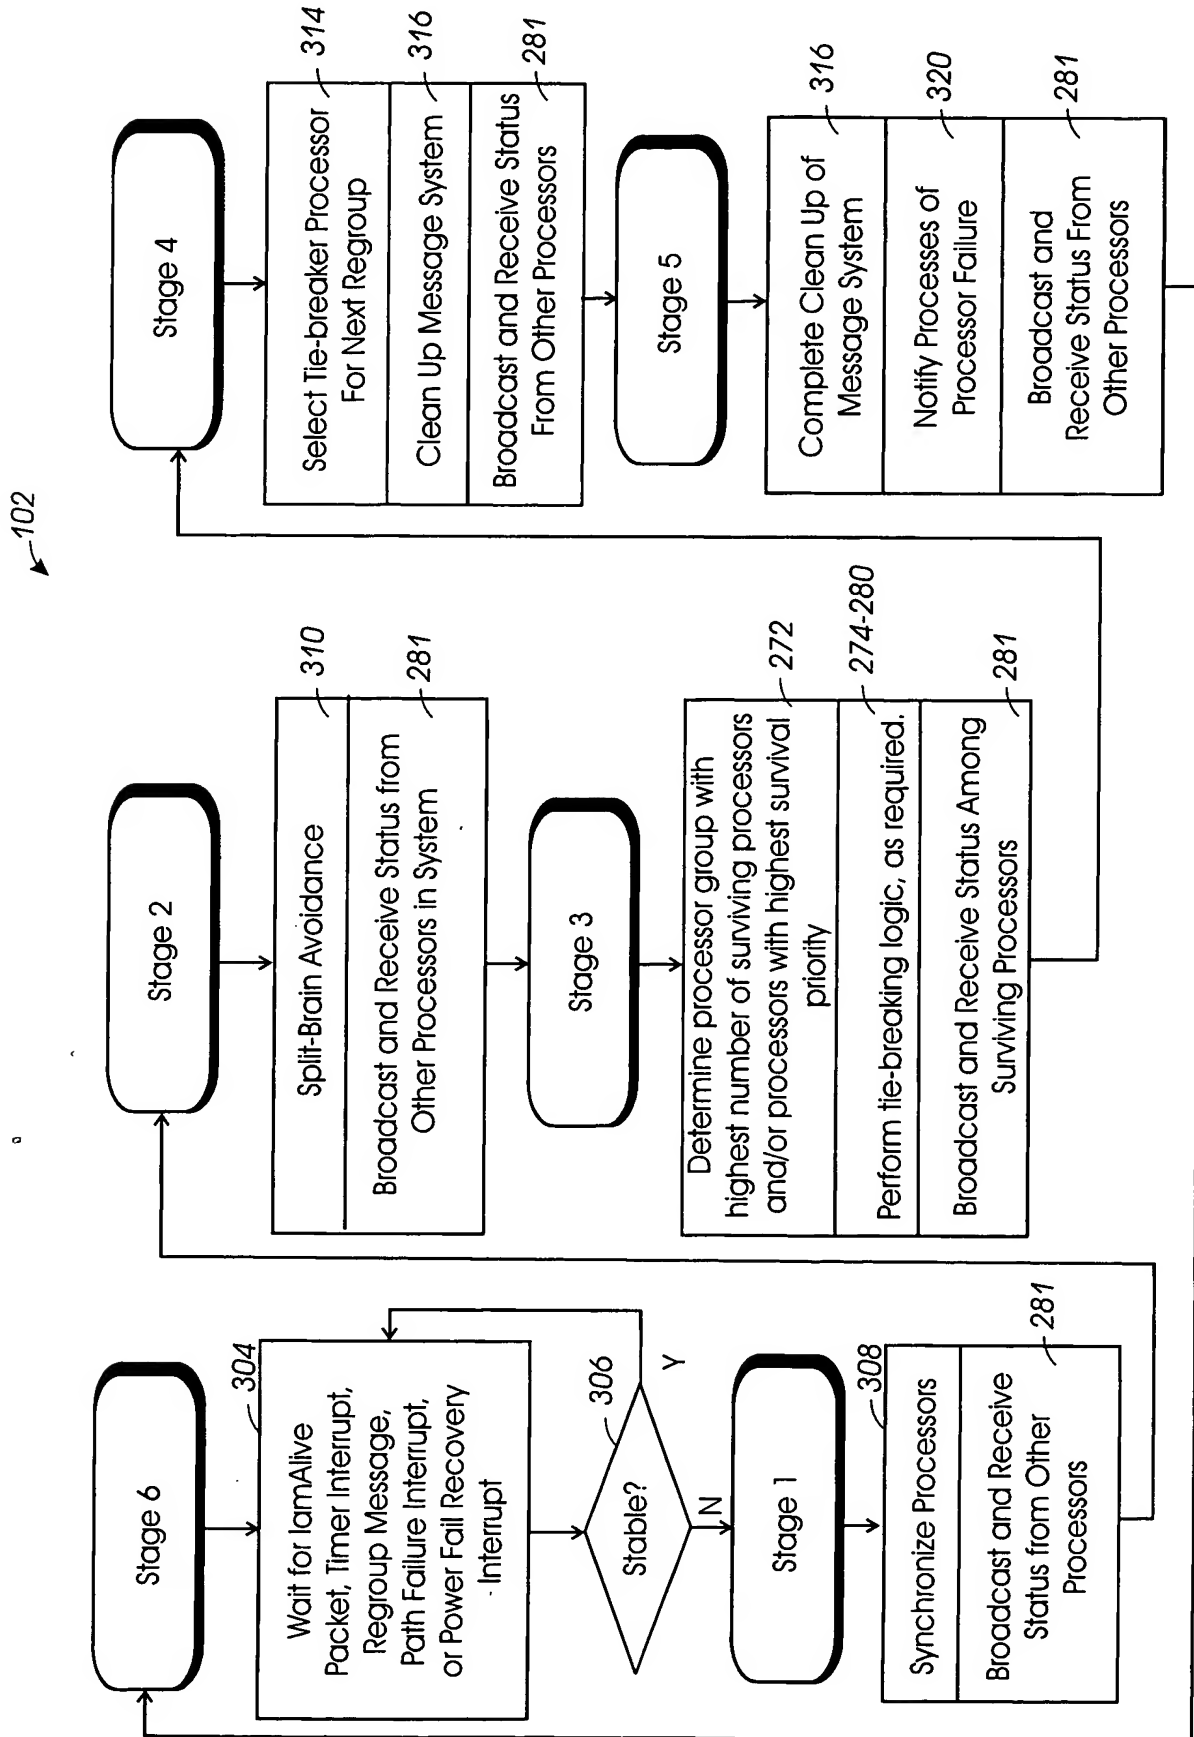 102
Stage 6
304
Wait for IamAlive
Packet, Timer Interrupt,
Regroup Message,
Path Failure Interrupt,
or Power Fail Recovery
Interrupt
306
Stable?
Y
N
Stage 1
308
Synchronize Processors
Broadcast and Receive
Status from Other
Processors
281
Stage 2
Split-Brain Avoidance
310
Broadcast and Receive Status from
Other Processors in System
281
Stage 3
Determine processor group with
highest number of surviving processors
and/or processors with highest survival
priority
272
Perform tie-breaking logic, as required.
274-280
Broadcast and Receive Status Among
Surviving Processors
281
Stage 4
Select Tie-breaker Processor
For Next Regroup
314
Clean Up Message System
316
Broadcast and Receive Status
From Other Processors
281
Stage 5
Complete Clean Up of
Message System
316
Notify Processes of
Processor Failure
320
Broadcast and
Receive Status From
Other Processors
281